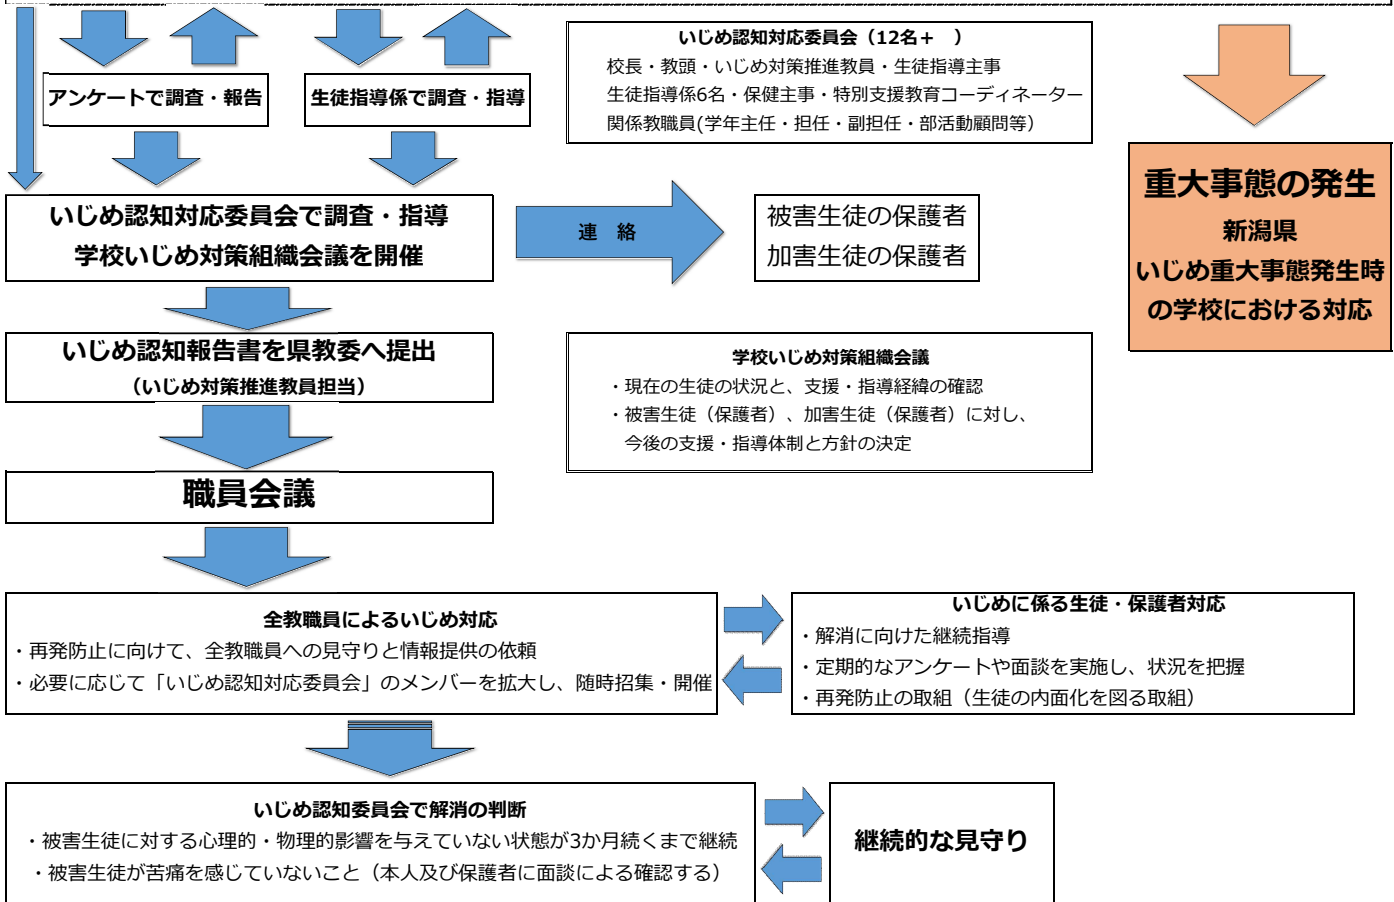 アンケートで調査・報告
生徒指導係で調査・指導
いじめ認知対応委員会（12名＋　）
校長・教頭・いじめ対策推進教員・生徒指導主事
生徒指導係6名・保健主事・特別支援教育コーディネーター
関係教職員(学年主任・担任・副担任・部活動顧問等）
重大事態の発生
新潟県
いじめ重大事態発生時
の学校における対応
いじめ認知対応委員会で調査・指導
学校いじめ対策組織会議を開催
連　絡
被害生徒の保護者
加害生徒の保護者
いじめ認知報告書を県教委へ提出
（いじめ対策推進教員担当）
学校いじめ対策組織会議
・現在の生徒の状況と、支援・指導経緯の確認
・被害生徒（保護者）、加害生徒（保護者）に対し、
今後の支援・指導体制と方針の決定
職員会議
全教職員によるいじめ対応
・再発防止に向けて、全教職員への見守りと情報提供の依頼
・必要に応じて「いじめ認知対応委員会」のメンバーを拡大し、随時招集・開催
いじめに係る生徒・保護者対応
・解消に向けた継続指導
・定期的なアンケートや面談を実施し、状況を把握
・再発防止の取組（生徒の内面化を図る取組）
いじめ認知委員会で解消の判断
・被害生徒に対する心理的・物理的影響を与えていない状態が3か月続くまで継続
・被害生徒が苦痛を感じていないこと（本人及び保護者に面談による確認する）
継続的な見守り